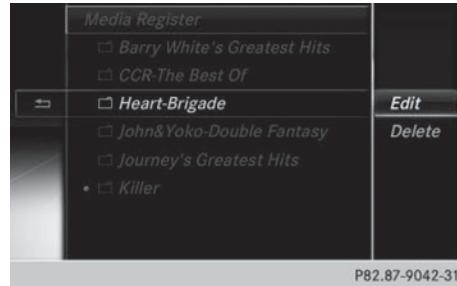 Media Register
Barry White's Greatest Hits
CCR-The Best Of
Heart-Brigade
Edit
John&Yoko-Double Fantasy
Delete
Journey's Greatest Hits
Killer
P82.87-9042-31